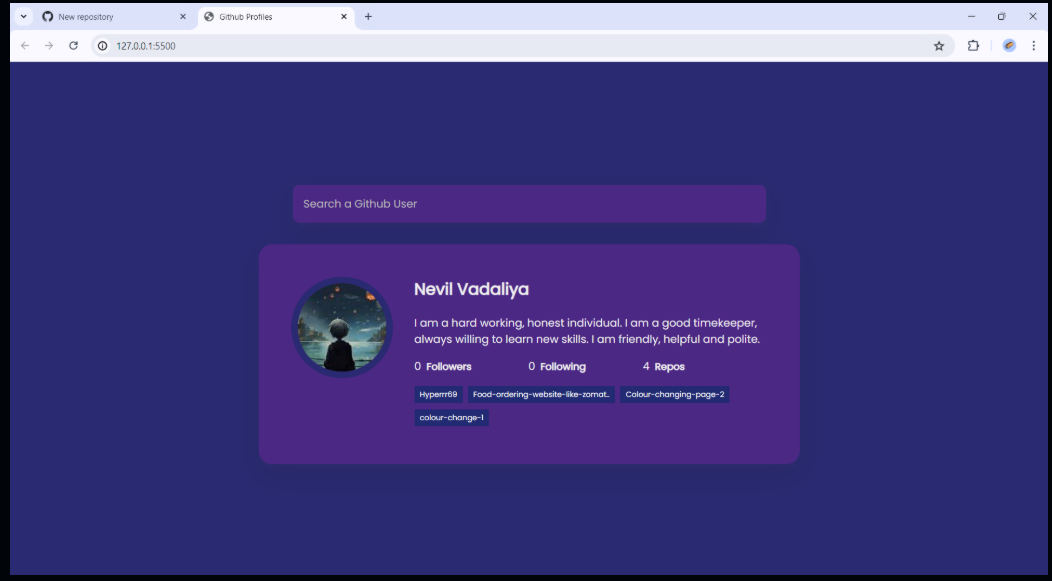 New repository
Github Profiles
127.0.0.1:5500
Search a Github User
Nevil Vadaliya
I am a hard working, honest individual. I am a good timekeeper,
always willing to learn new skills. I am friendly, helpful and polite.
0 Followers 0 Following 4 Repos
Hyperrr69 Food-ordering-website-like-zomat.. Colour-changing-page-2
colour-change-1